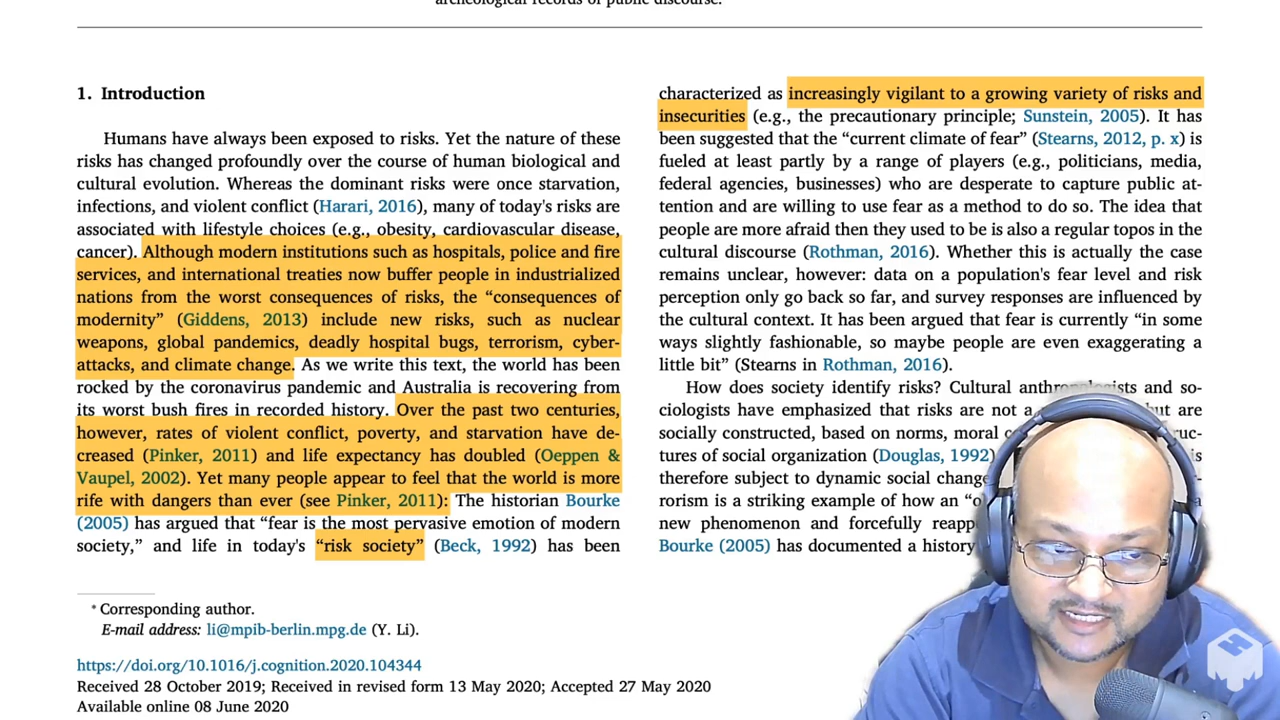 archeological records of public discourse.
1. Introduction
Humans have always been exposed to risks. Yet the nature of these
risks has changed profoundly over the course of human biological and
cultural evolution. Whereas the dominant risks were once starvation,
infections, and violent conflict (Harari, 2016), many of today's risks are
associated with lifestyle choices (e.g., obesity, cardiovascular disease,
cancer). Although modern institutions such as hospitals, police and fire
services, and international treaties now buffer people in industrialized
nations from the worst consequences of risks, the “consequences of
modernity” (Giddens, 2013) include new risks, such as nuclear
weapons, global pandemics, deadly hospital bugs, terrorism, cyber-
attacks, and climate change. As we write this text, the world has been
rocked by the coronavirus pandemic and Australia is recovering from
its worst bush fires in recorded history. Over the past two centuries,
however, rates of violent conflict, poverty, and starvation have de-
creased (Pinker, 2011) and life expectancy has doubled (Oeppen &
Vaupel, 2002). Yet many people appear to feel that the world is more
rife with dangers than ever (see Pinker, 2011): The historian Bourke
(2005) has argued that “fear is the most pervasive emotion of modern
society,” and life in today's “risk society” (Beck, 1992) has been
* Corresponding author.
E-mail address: li@mpib-berlin.mpg.de (Y. Li).
https://doi.org/10.1016/j.cognition.2020.104344
Received 28 October 2019; Received in revised form 13 May 2020; Accepted 27 May 2020
Available online 08 June 2020
characterized as increasingly vigilant to a growing variety of risks and
insecurities (e.g., the precautionary principle; Sunstein, 2005). It has
been suggested that the “current climate of fear” (Stearns, 2012, p. x) is
fueled at least partly by a range of players (e.g., politicians, media,
federal agencies, businesses) who are desperate to capture public at-
tention and are willing to use fear as a method to do so. The idea that
people are more afraid then they used to be is also a regular topos in the
cultural discourse (Rothman, 2016). Whether this is actually the case
remains unclear, however: data on a population's fear level and risk
perception only go back so far, and survey responses are influenced by
the cultural context. It has been argued that fear is currently “in some
ways slightly fashionable, so maybe people are even exaggerating a
little bit” (Stearns in Rothman, 2016).
How does society identify risks? Cultural anthropologists and so-
ciologists have emphasized that risks are not a but are
socially constructed, based on norms, moral ruc-
tures of social organization (Douglas, 1992) is
therefore subject to dynamic social change
rorism is a striking example of how an a
new phenomenon and forcefully
Bourke (2005) has documented a history